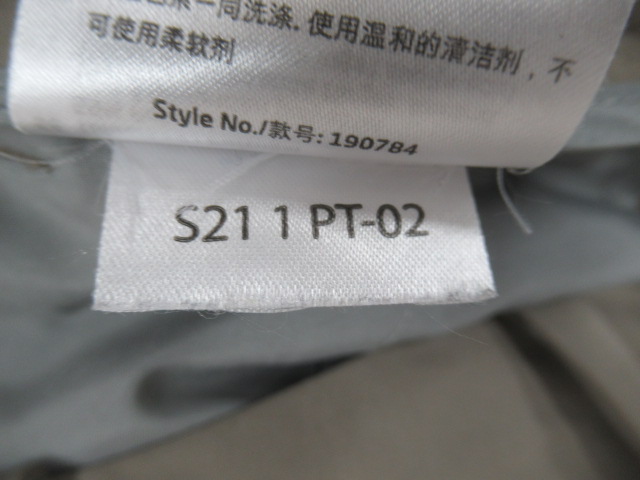 一同洗涤. 使用温和的清洁剂，不
可使用柔软剂
Style No./款号: 190784
S21 1 PT-02